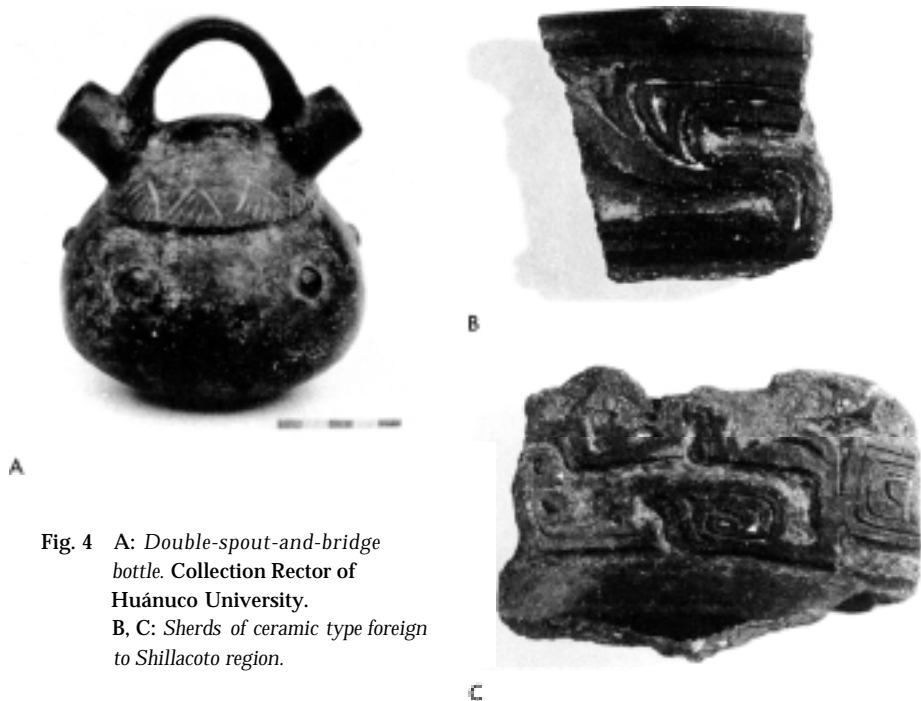 A
B
C
Fig. 4 A: Double-spout-and-bridge
bottle. Collection Rector of
Huánuco University.
B, C: Sherds of ceramic type foreign
to Shillacoto region.